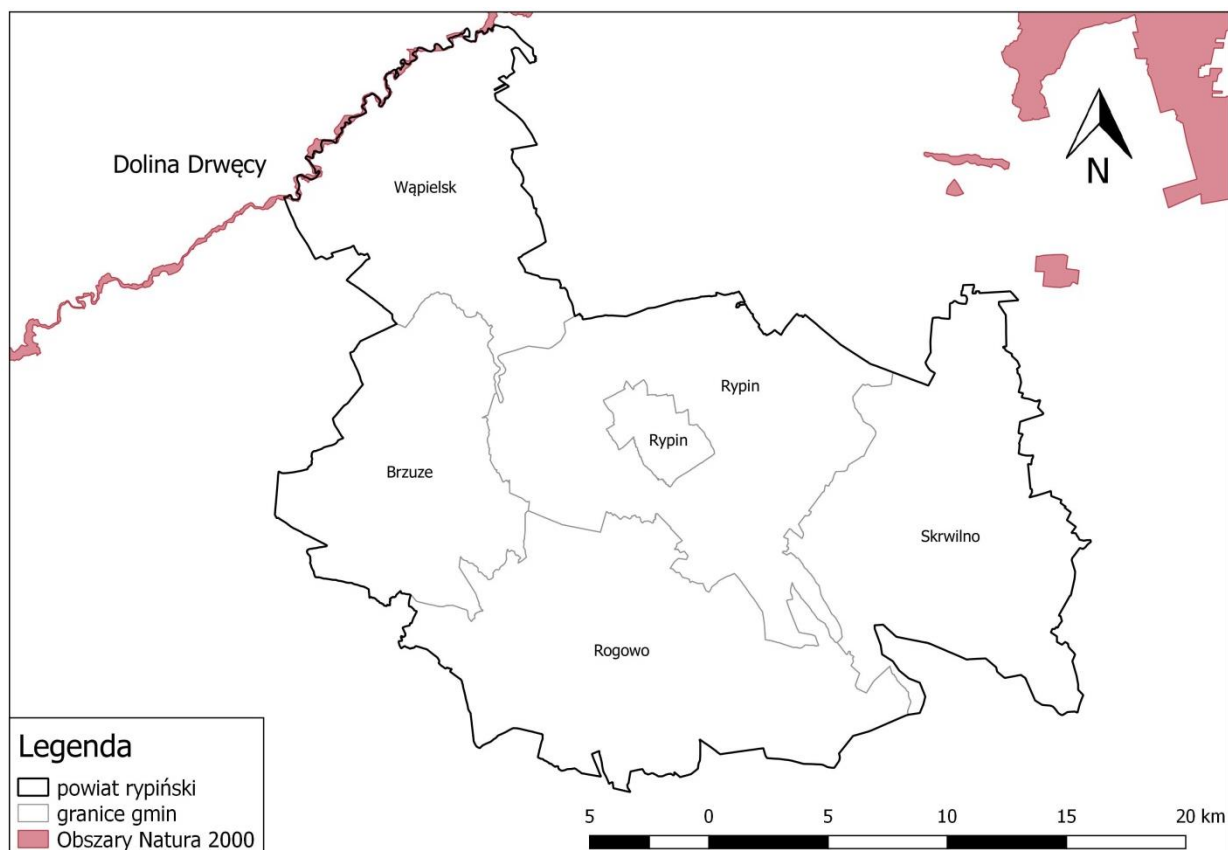 Dolina Drwęcy
Wąpielsk
N
Rypin
Rypin
Brzuze
Skrwilno
Rogowo
Legenda
powiat rypiński
granice gmin
Obszary Natura 2000
5 0 5 10 15 20 km